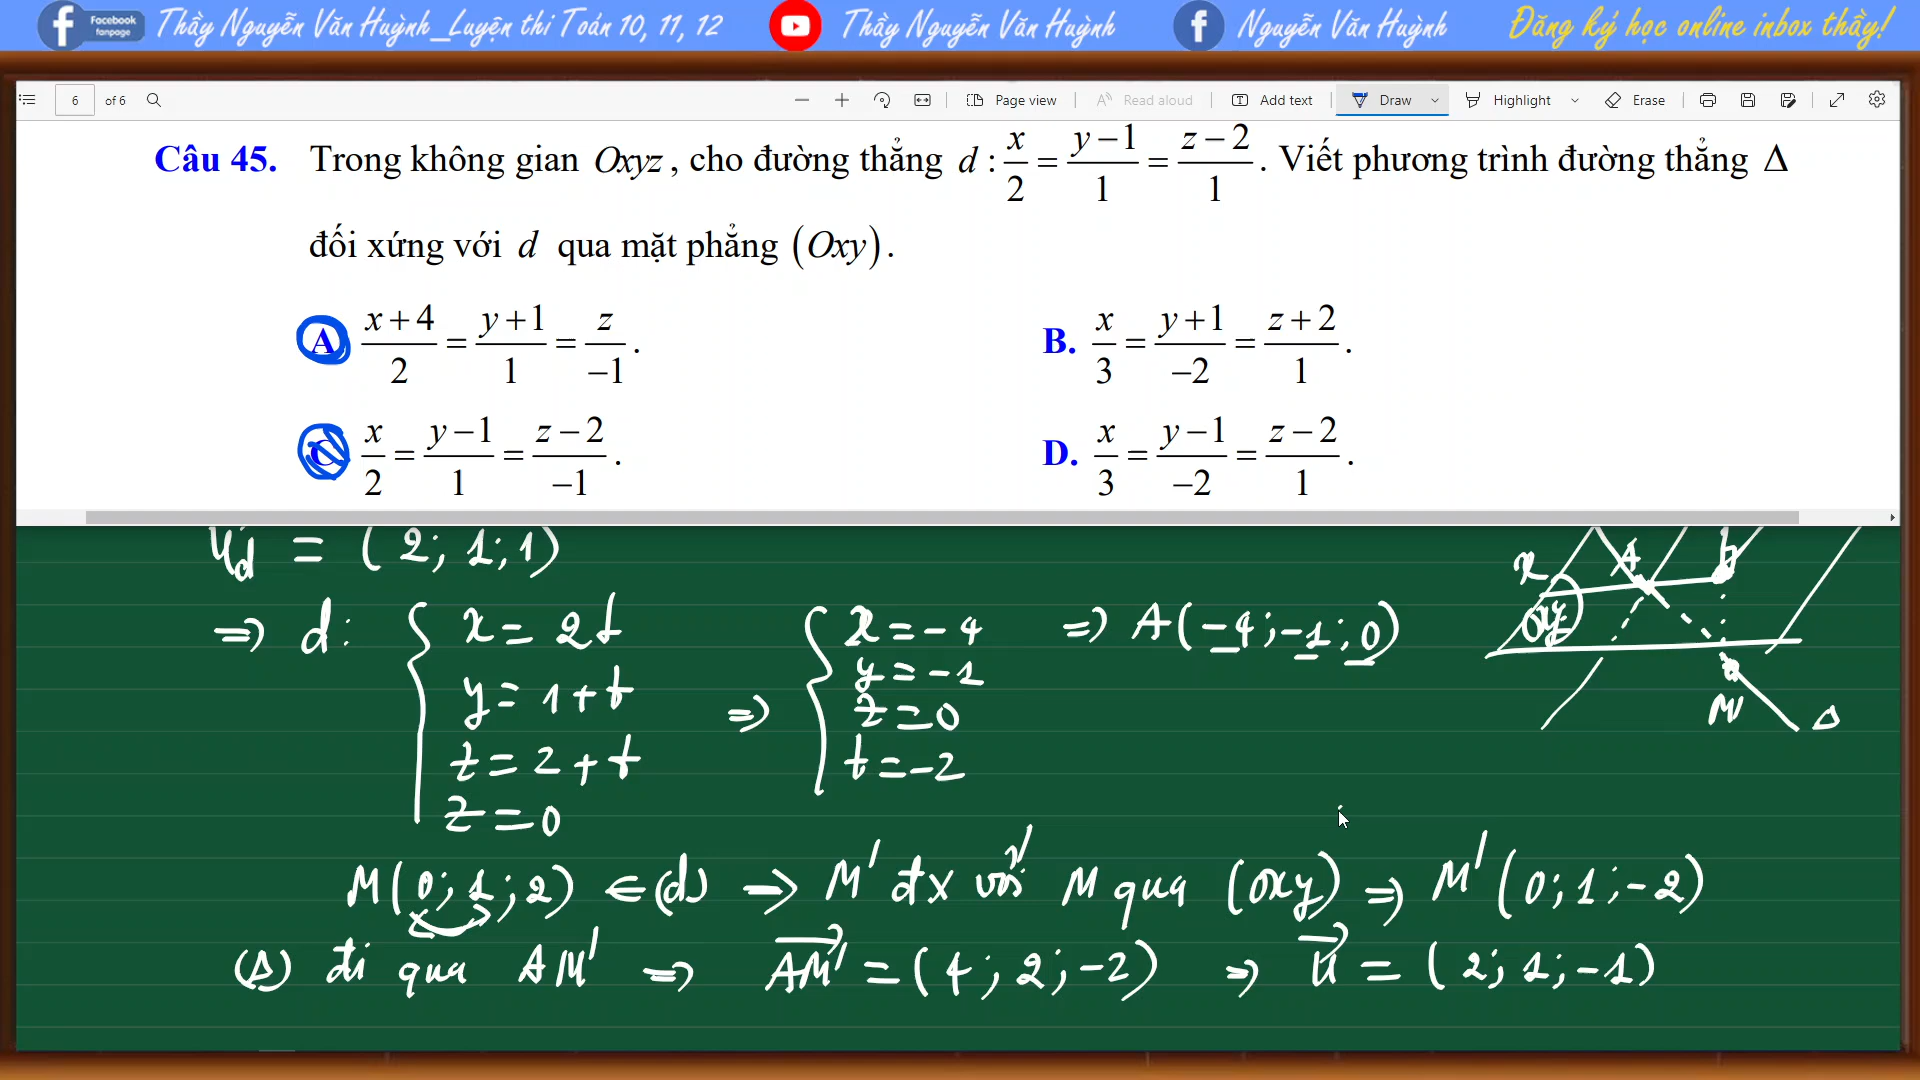 Facebook fanpage Thầy Nguyễn Văn Huỳnh_Luyện thi Toán 10, 11, 12 Thầy Nguyễn Văn Huỳnh Nguyễn Văn Huỳnh Đăng ký học online inbox thầy!
6 of 6 Page view Read aloud Add text Draw Highlight Erase
Câu 45. Trong không gian Oxyz, cho đường thẳng d: x/2 = (y−1)/1 = (z−2)/1. Viết phương trình đường thẳng Δ
đối xứng với d qua mặt phẳng (Oxy).
A (x+4)/2 = (y+1)/1 = z/−1. B. x/3 = (y+1)/−2 = (z+2)/1.
C x/2 = (y−1)/1 = (z−2)/−1. D. x/3 = (y−1)/−2 = (z−2)/1.
u_d = (2; 1; 1)
=> d: { x = 2t
y = 1 + t
z = 2 + t
z = 0
=> { x = -4
y = -1
z = 0
t = -2
=> A(-4; -1; 0)
A
Oxy
M'
Δ
M(0; 1; 2) ∈ (d) → M' đx với M qua (Oxy) => M'(0; 1; -2)
(Δ) đi qua AM' => AM' = (4; 2; -2) => u = (2; 1; -1)